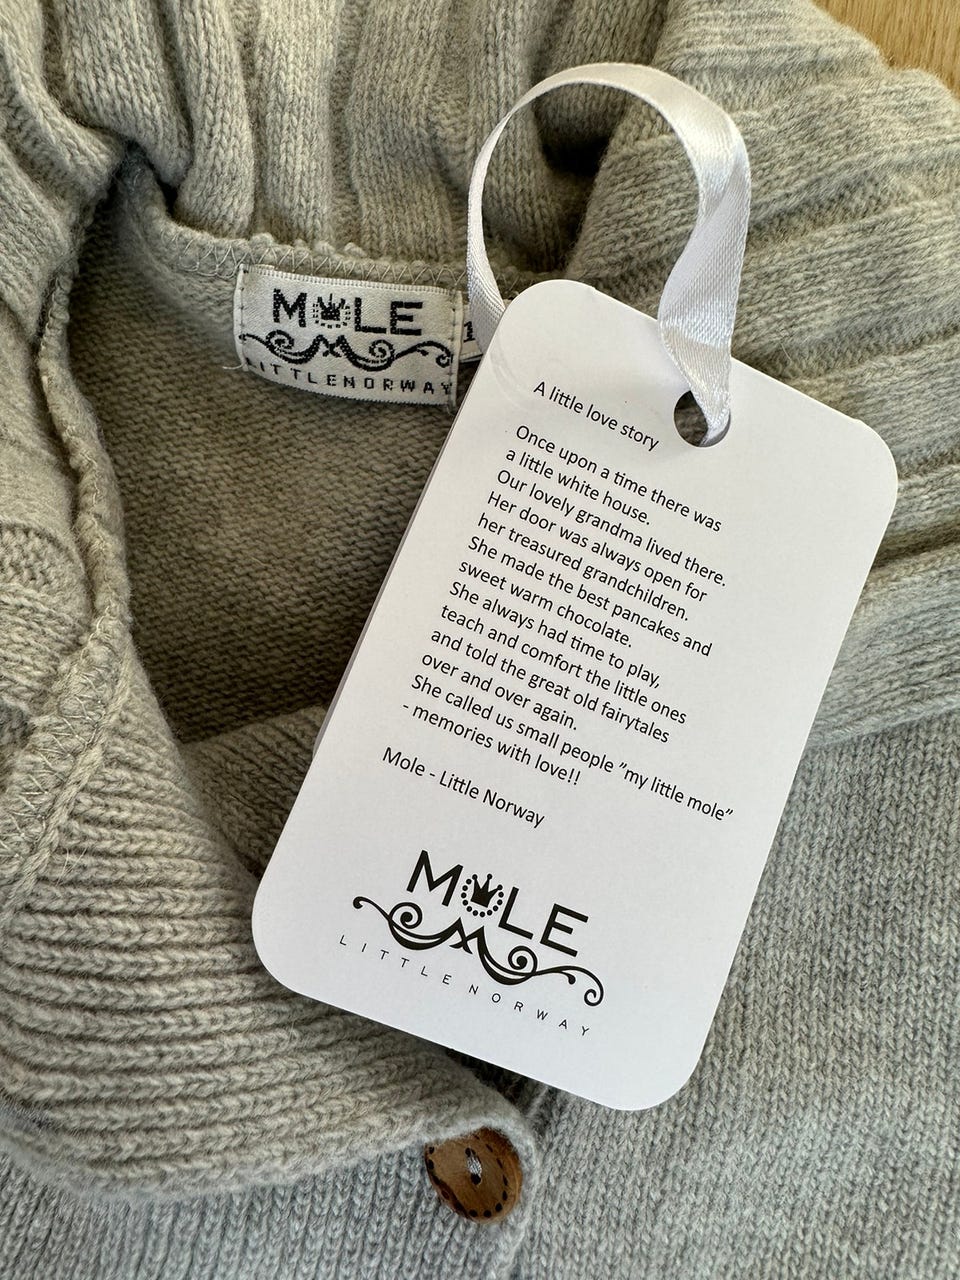 MOLE
LITTLENORWAY
1
A little love story
Once upon a time there was
a little white house.
Our lovely grandma lived there.
Her door was always open for
her treasured grandchildren.
She made the best pancakes and
sweet warm chocolate.
She always had time to play,
teach and comfort the little ones
and told the great old fairytales
over and over again.
She called us small people ”my little mole”
- memories with love!!
Mole - Little Norway
MOLE
LITTLENORWAY